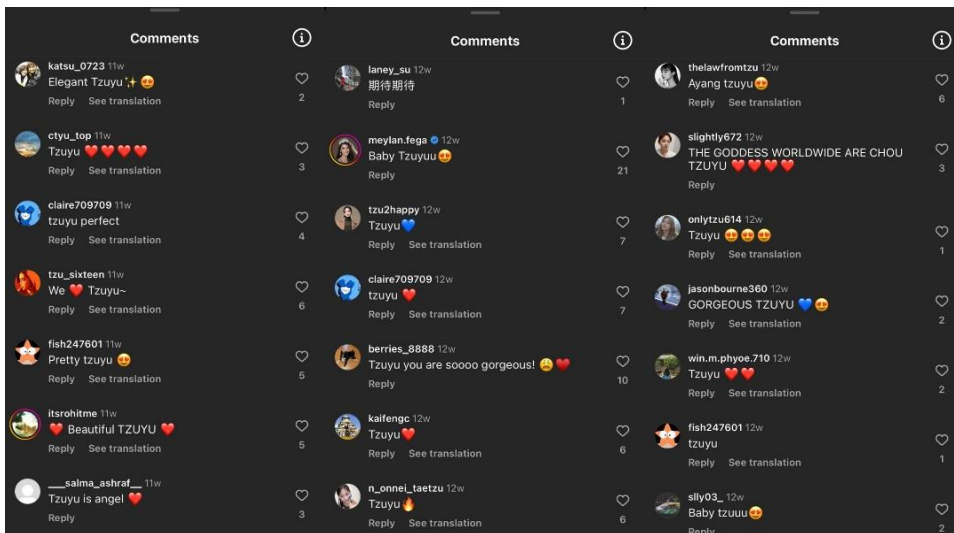 Comments
katsu_0723 11w
Elegant Tzuyu✨ 😍
Reply See translation
2
ctyu_top 11w
Tzuyu ❤️ ❤️ ❤️ ❤️
Reply See translation
3
claire709709 11w
tzuyu perfect
Reply See translation
4
tzu_sixteen 11w
We ❤️ Tzuyu~
Reply See translation
6
fish247601 11w
Pretty tzuyu 😍
Reply See translation
5
itsrohitme 11w
❤️ Beautiful TZUYU ❤️
Reply See translation
5
___salma_ashraf__ 11w
Tzuyu is angel ❤️
Reply
3
Comments
laney_su 12w
期待期待
Reply
1
meylan.fega 12w
Baby Tzuyuu😍
Reply
21
tzu2happy 12w
Tzuyu💙
Reply See translation
7
claire709709 12w
tzuyu ❤️
Reply See translation
7
berries_8888 12w
Tzuyu you are soooo gorgeous! 😩❤️
Reply
10
kaifengc 12w
Tzuyu❤️
Reply See translation
6
n_onnei_taetzu 12w
Tzuyu🔥
Reply See translation
6
Comments
thelawfromtzu 12w
Ayang tzuyu😍
Reply See translation
6
slightly672 12w
THE GODDESS WORLDWIDE ARE CHOU
TZUYU ❤️ ❤️ ❤️ ❤️
Reply
3
onlytzu614 12w
Tzuyu 😍 😍 😍
Reply See translation
1
jasonbourne360 12w
GORGEOUS TZUYU 💙 😍
Reply See translation
2
win.m.phyoe.710 12w
Tzuyu ❤️ ❤️
Reply See translation
2
fish247601 12w
tzuyu
Reply See translation
1
slly03_ 12w
Baby tzuuu😍
Reply
2